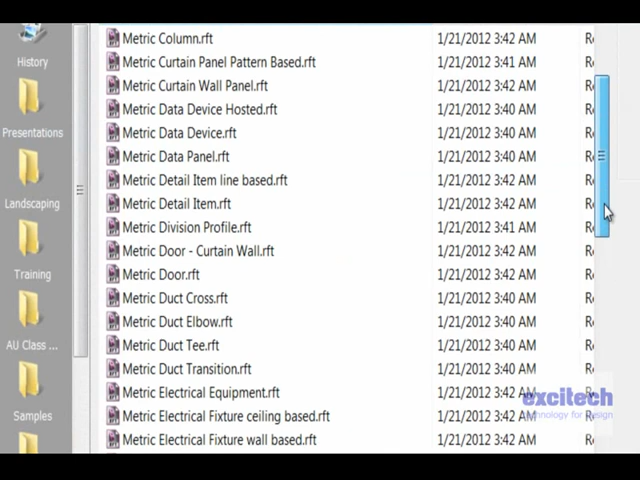 Metric Column.rft 1/21/2012 3:42 AM
History
Metric Curtain Panel Pattern Based.rft 1/21/2012 3:41 AM
Metric Curtain Wall Panel.rft 1/21/2012 3:42 AM
Metric Data Device Hosted.rft 1/21/2012 3:40 AM
Presentations
Metric Data Device.rft 1/21/2012 3:40 AM
Metric Data Panel.rft 1/21/2012 3:40 AM
Metric Detail Item line based.rft 1/21/2012 3:42 AM
Landscaping
Metric Detail Item.rft 1/21/2012 3:42 AM
Metric Division Profile.rft 1/21/2012 3:41 AM
Metric Door - Curtain Wall.rft 1/21/2012 3:42 AM
Training
Metric Door.rft 1/21/2012 3:42 AM
Metric Duct Cross.rft 1/21/2012 3:40 AM
Metric Duct Elbow.rft 1/21/2012 3:40 AM
AU Class ...
Metric Duct Tee.rft 1/21/2012 3:40 AM
Metric Duct Transition.rft 1/21/2012 3:40 AM
Metric Electrical Equipment.rft 1/21/2012 3:42 AM
excitech
Samples
Metric Electrical Fixture ceiling based.rft 1/21/2012 3:42 AM
technology for design
Metric Electrical Fixture wall based.rft 1/21/2012 3:42 AM